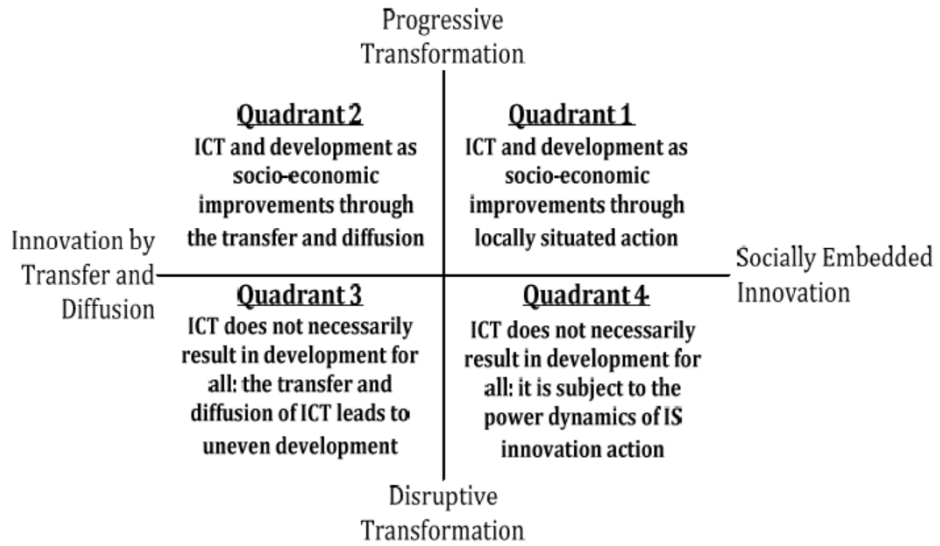 Progressive
Transformation
Quadrant 2
ICT and development as
socio-economic
improvements through
the transfer and diffusion
Quadrant 1
ICT and development as
socio-economic
improvements through
locally situated action
Innovation by
Transfer and
Diffusion
Socially Embedded
Innovation
Quadrant 3
ICT does not necessarily
result in development for
all: the transfer and
diffusion of ICT leads to
uneven development
Quadrant 4
ICT does not necessarily
result in development for
all: it is subject to the
power dynamics of IS
innovation action
Disruptive
Transformation